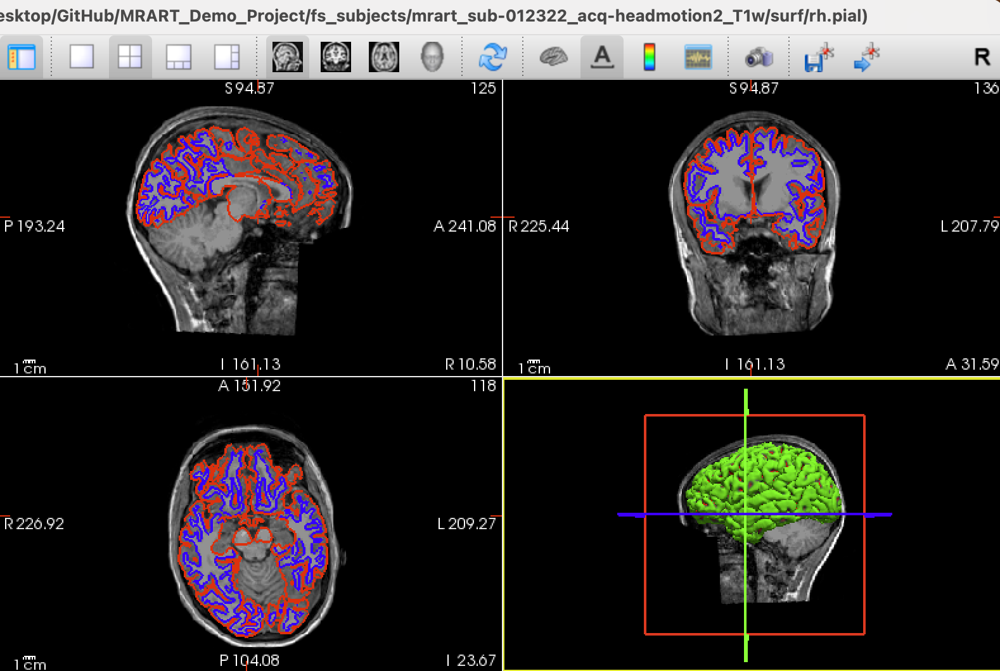 esktop/GitHub/MRART_Demo_Project/fs_subjects/mrart_sub-012322_acq-headmotion2_T1w/surf/rh.pial)
A
R
S 94.87
125
P 193.24
A 241.08
1 cm
I 161.13
R 10.58
S 94.87
136
R 225.44
L 207.79
1 cm
I 161.13
A 31.59
A 151.92
118
R 226.92
L 209.27
1 cm
P 104.08
I 23.67